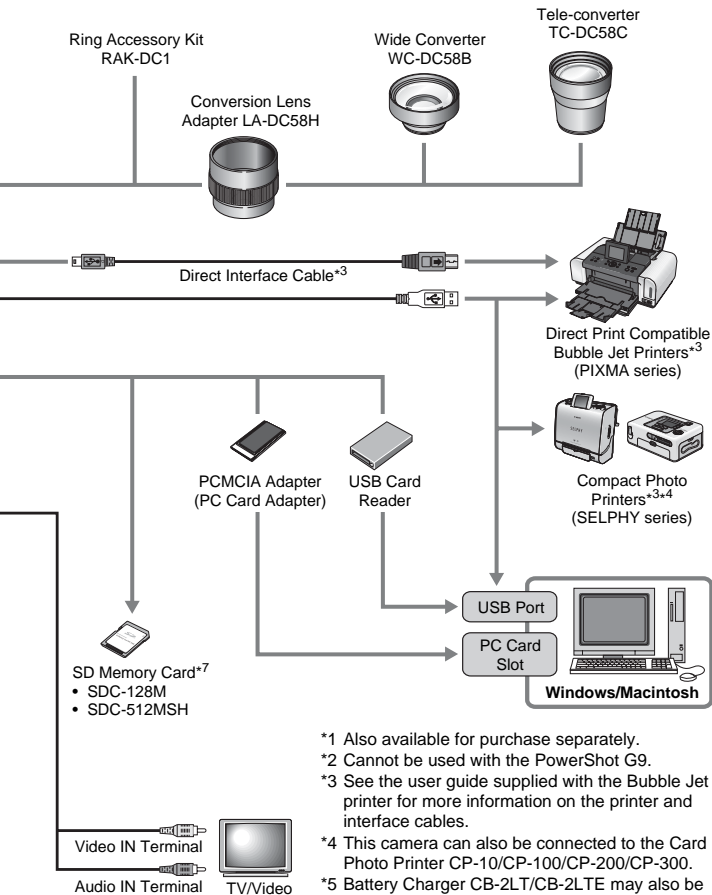 Tele-converter
TC-DC58C
Ring Accessory Kit
RAK-DC1
Wide Converter
WC-DC58B
Conversion Lens
Adapter LA-DC58H
Direct Interface Cable*3
Direct Print Compatible
Bubble Jet Printers*3
(PIXMA series)
PCMCIA Adapter
(PC Card Adapter)
USB Card
Reader
Compact Photo
Printers*3*4
(SELPHY series)
USB Port
PC Card
Slot
Windows/Macintosh
SD Memory Card*7
• SDC-128M
• SDC-512MSH
Video IN Terminal
Audio IN Terminal
TV/Video
*1 Also available for purchase separately.
*2 Cannot be used with the PowerShot G9.
*3 See the user guide supplied with the Bubble Jet
printer for more information on the printer and
interface cables.
*4 This camera can also be connected to the Card
Photo Printer CP-10/CP-100/CP-200/CP-300.
*5 Battery Charger CB-2LT/CB-2LTE may also be